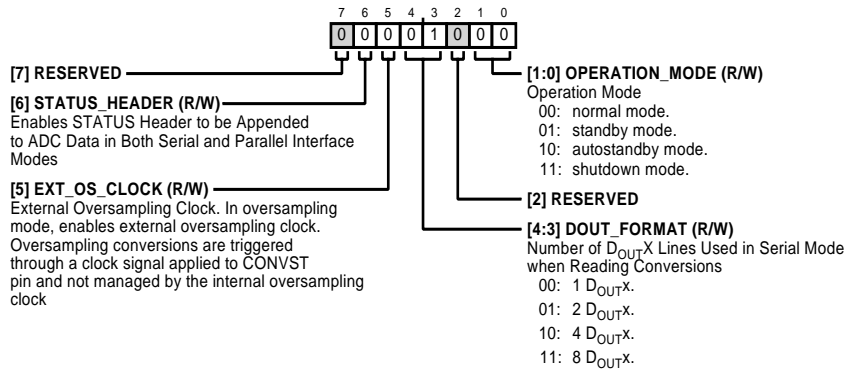 7 6 5 4 3 2 1 0
0 0 0 0 1 0 0 0
[7] RESERVED
[6] STATUS_HEADER (R/W)
Enables STATUS Header to be Appended
to ADC Data in Both Serial and Parallel Interface
Modes
[5] EXT_OS_CLOCK (R/W)
External Oversampling Clock. In oversampling
mode, enables external oversampling clock.
Oversampling conversions are triggered
through a clock signal applied to CONVST
pin and not managed by the internal oversampling
clock
[1:0] OPERATION_MODE (R/W)
Operation Mode
00: normal mode.
01: standby mode.
10: autostandby mode.
11: shutdown mode.
[2] RESERVED
[4:3] DOUT_FORMAT (R/W)
Number of DOUTX Lines Used in Serial Mode
when Reading Conversions
00: 1 DOUTx.
01: 2 DOUTx.
10: 4 DOUTx.
11: 8 DOUTx.